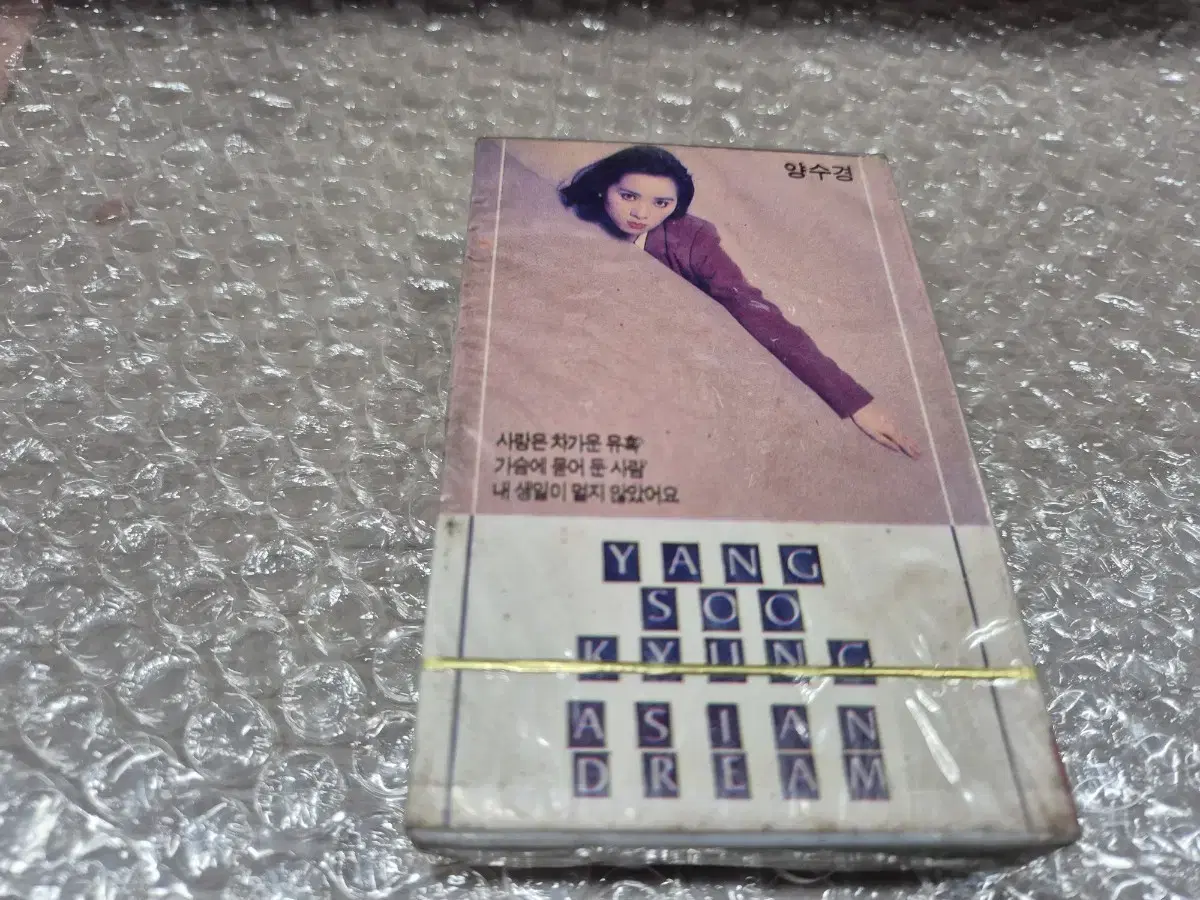 양수경
사랑은 차가운 유혹
가슴에 묻어 둔 사람
내 생일이 멀지 않았어요
YANG
SOO
KYUNG
ASIAN
DREAM